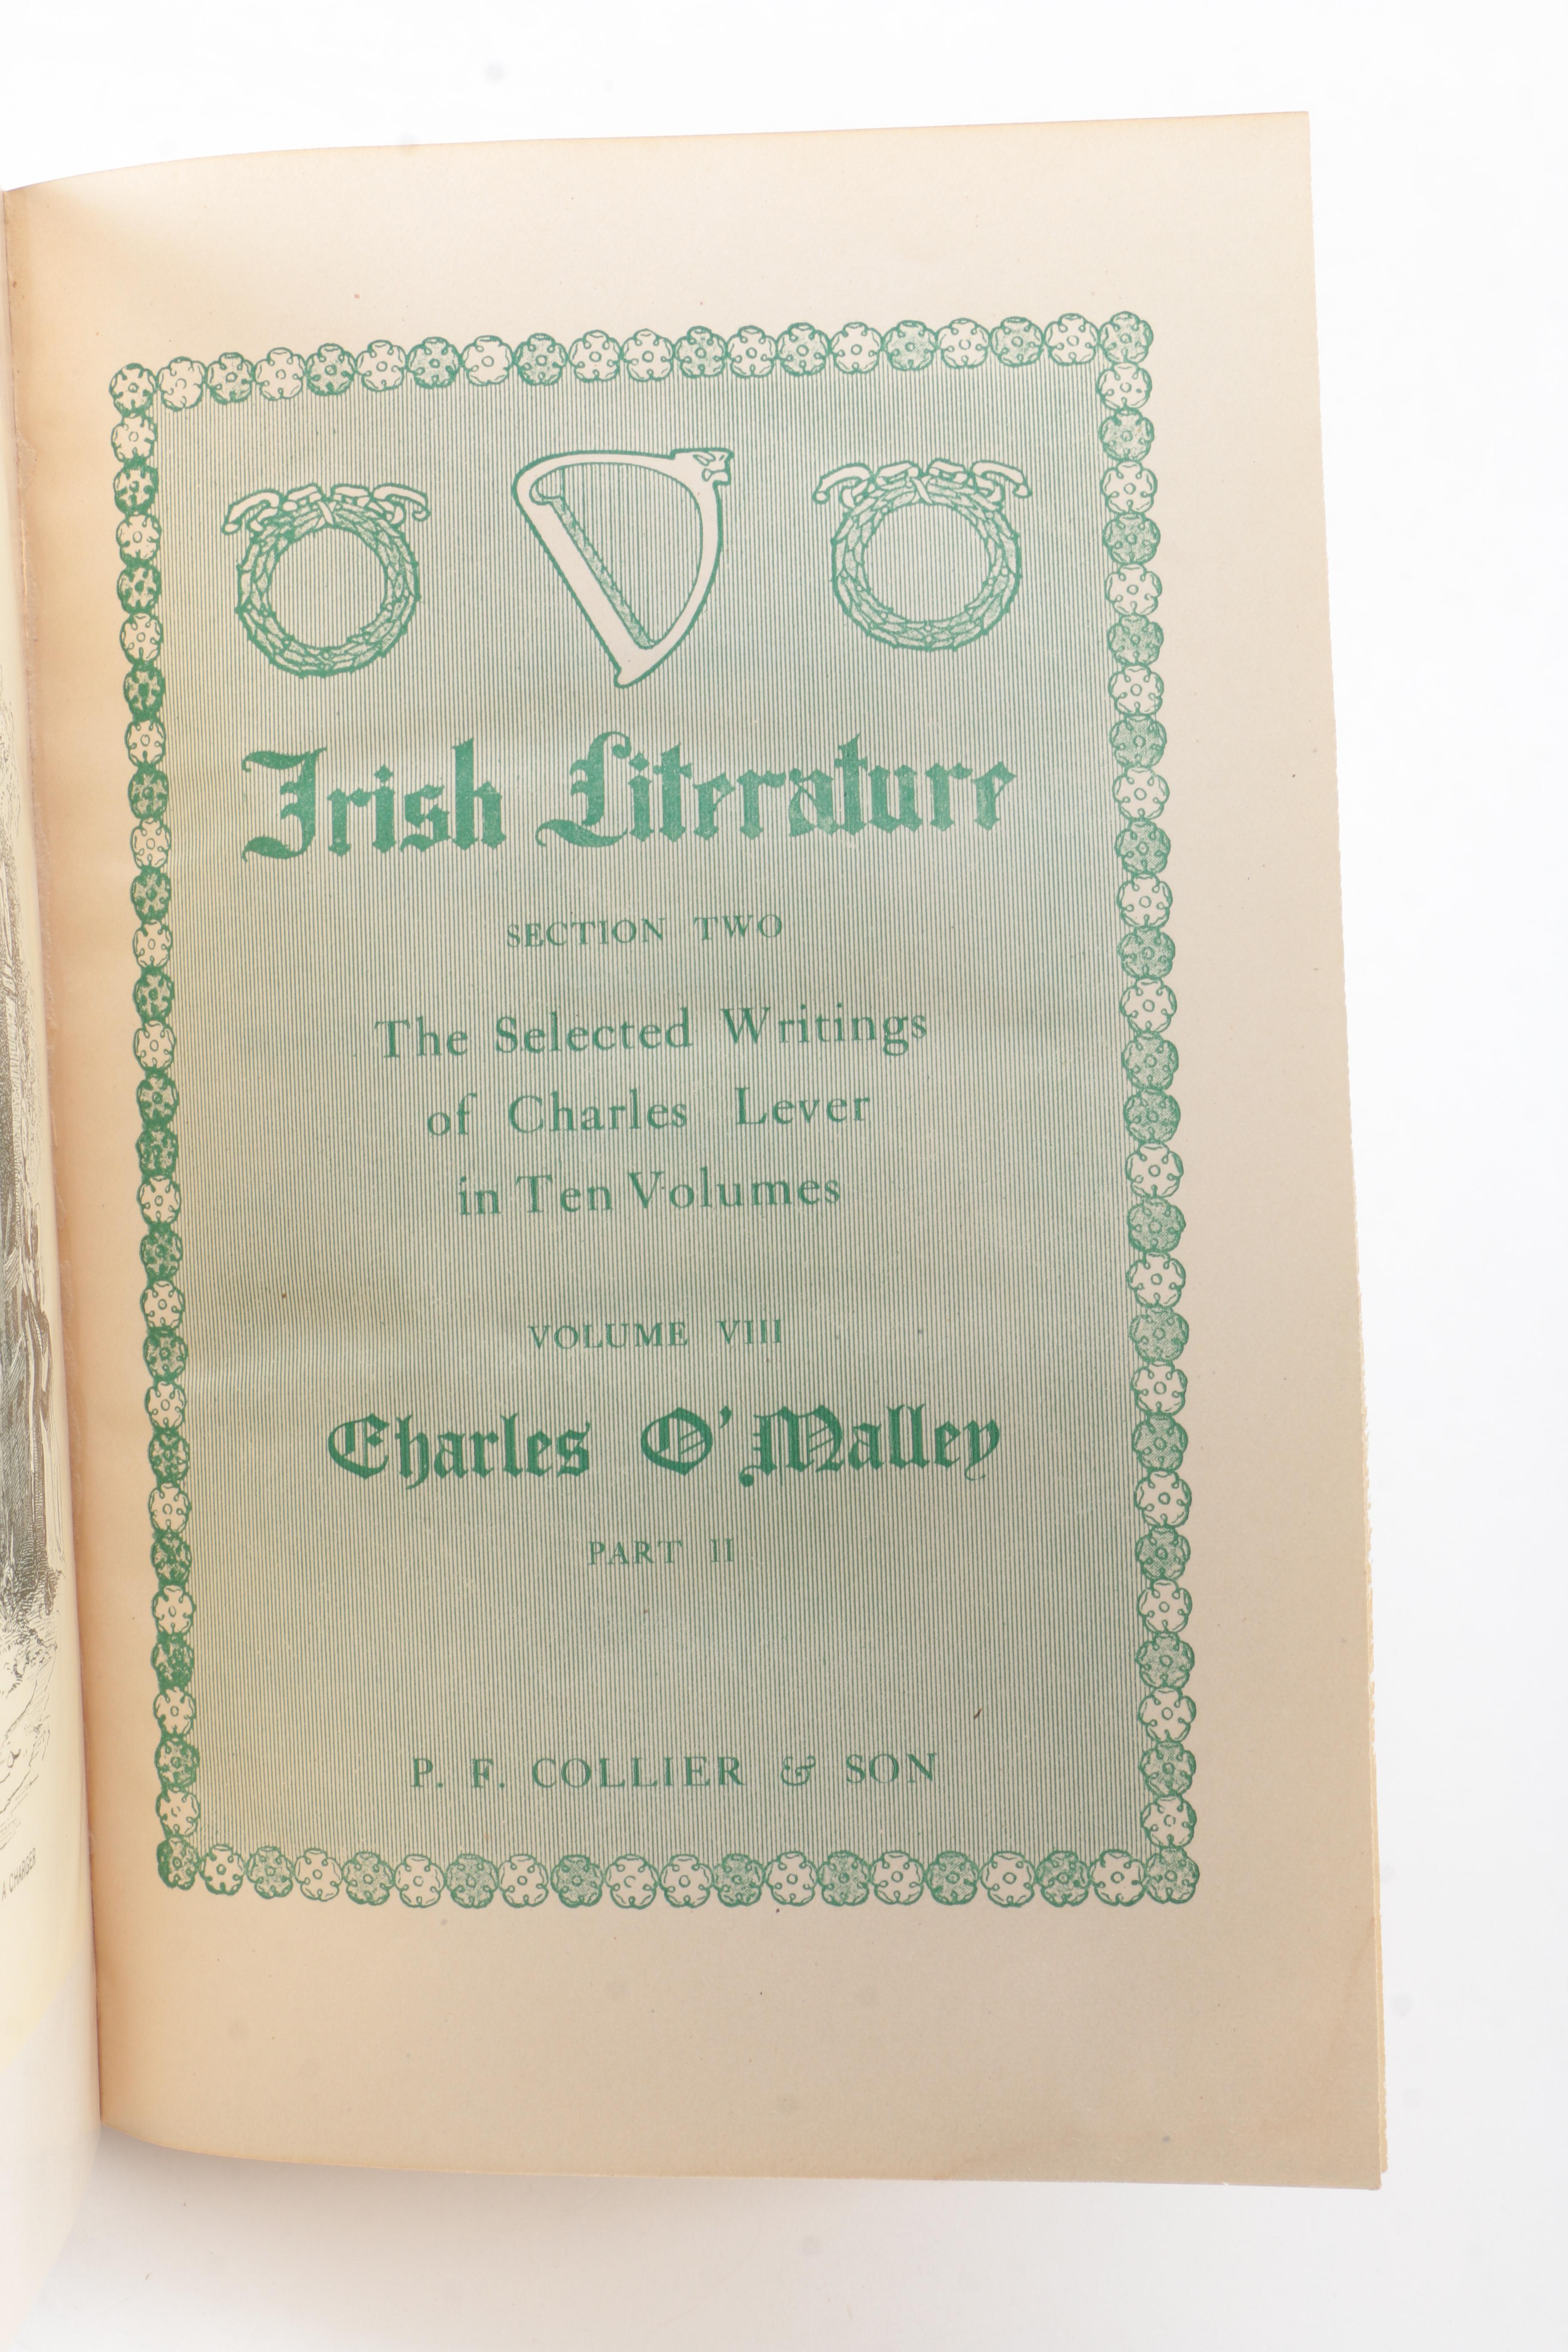 A CHARGER
Irish Literature
SECTION TWO
The Selected Writings
of Charles Lever
in Ten Volumes
VOLUME VIII
Charles O'Malley
PART II
P. F. COLLIER & SON